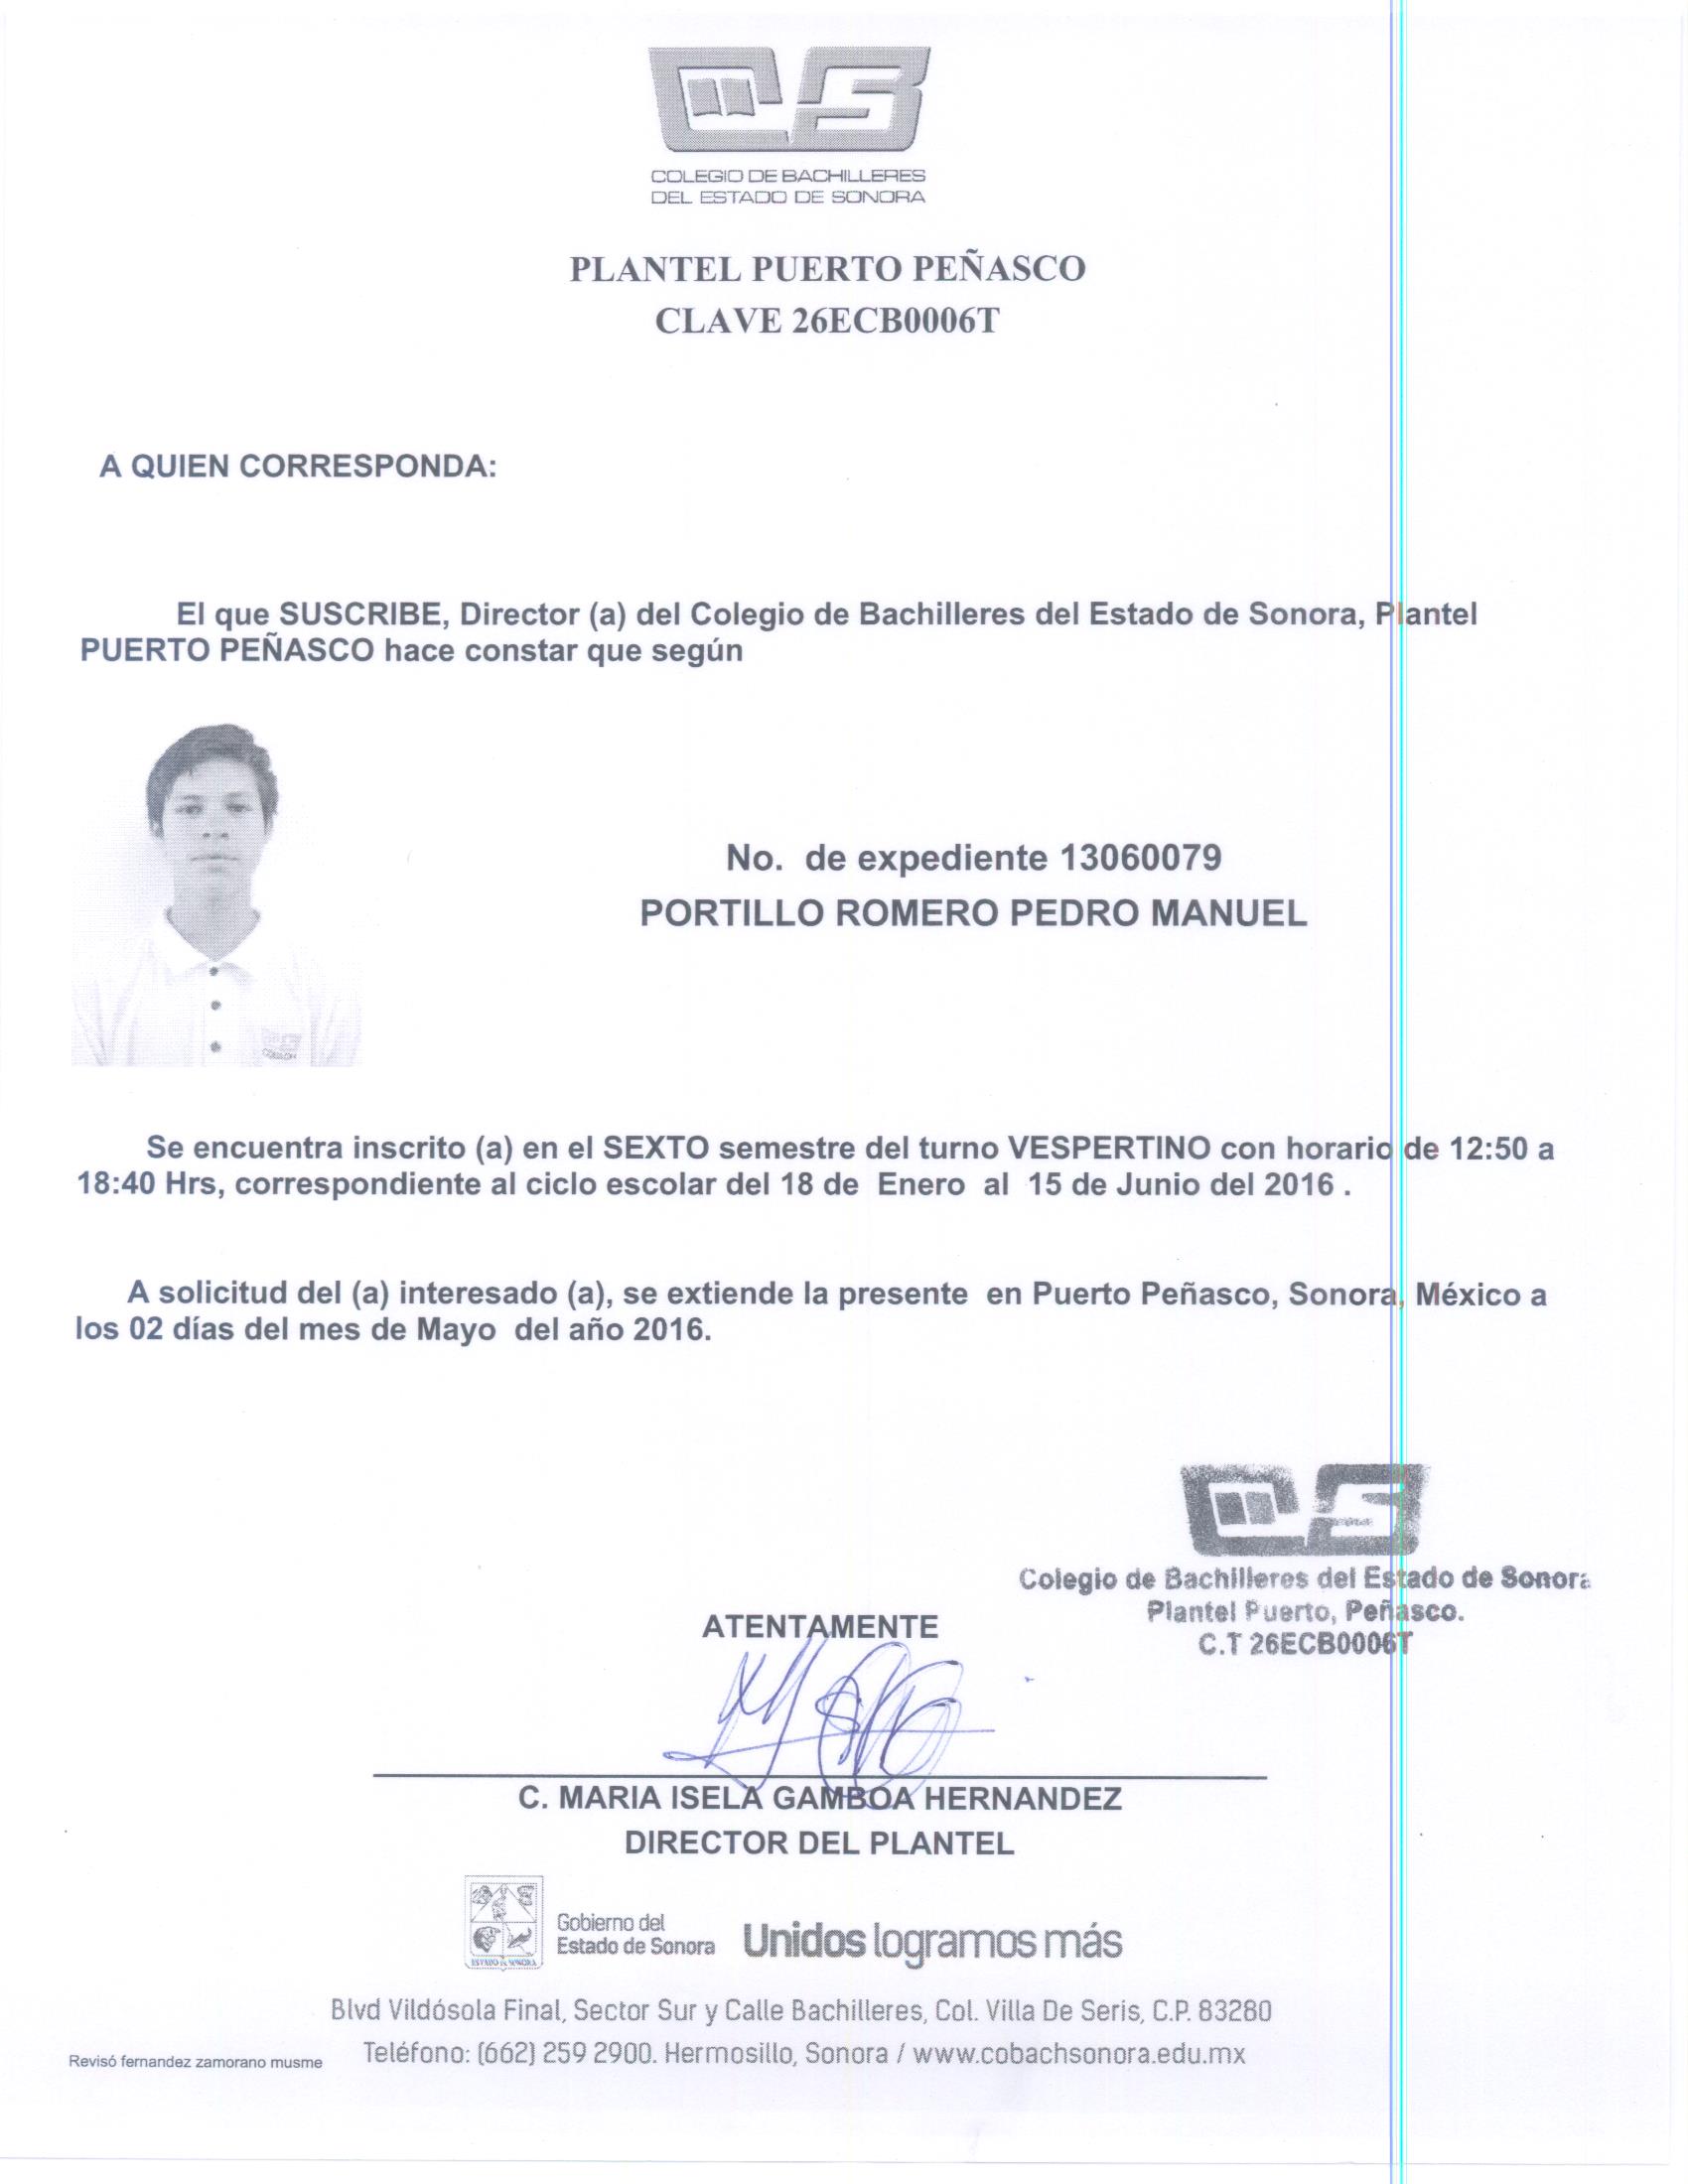 COLEGIO DE BACHILLERES
DEL ESTADO DE SONORA
PLANTEL PUERTO PEÑASCO
CLAVE 26ECB0006T
A QUIEN CORRESPONDA:
El que SUSCRIBE, Director (a) del Colegio de Bachilleres del Estado de Sonora, Plantel
PUERTO PEÑASCO hace constar que según
No. de expediente 13060079
PORTILLO ROMERO PEDRO MANUEL
Se encuentra inscrito (a) en el SEXTO semestre del turno VESPERTINO con horario de 12:50 a
18:40 Hrs, correspondiente al ciclo escolar del 18 de Enero al 15 de Junio del 2016 .
A solicitud del (a) interesado (a), se extiende la presente en Puerto Peñasco, Sonora, México a
los 02 días del mes de Mayo del año 2016.
Colegio de Bachilleres del Estado de Sonora
Plantel Puerto, Peñasco.
C.T 26ECB0006T
ATENTAMENTE
C. MARIA ISELA GAMBOA HERNANDEZ
DIRECTOR DEL PLANTEL
ESTADO DE SONORA
Gobierno del
Estado de Sonora
Unidos logramos más
Blvd Vildósola Final, Sector Sur y Calle Bachilleres, Col. Villa De Seris, C.P. 83280
Teléfono: (662) 259 2900. Hermosillo, Sonora / www.cobachsonora.edu.mx
Revisó fernandez zamorano musme